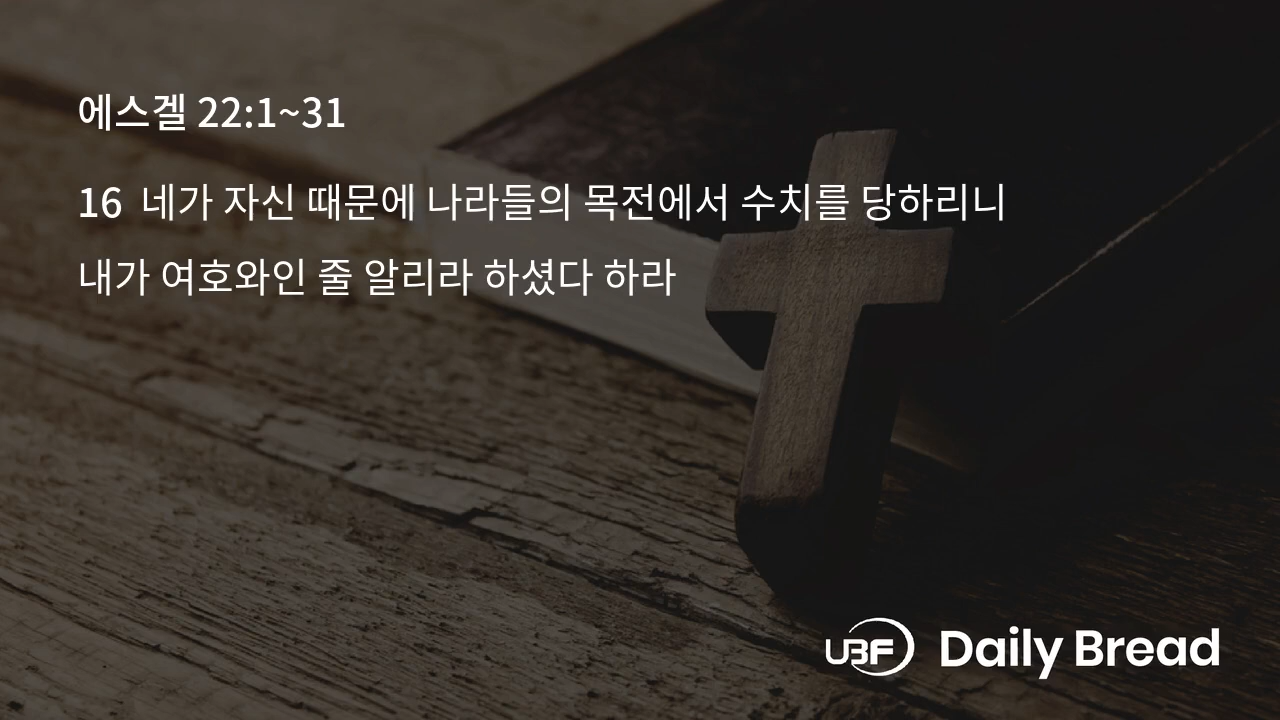 에스겔 22:1~31
16 네가 자신 때문에 나라들의 목전에서 수치를 당하리니
내가 여호와인 줄 알리라 하셨다 하라
UBF Daily Bread